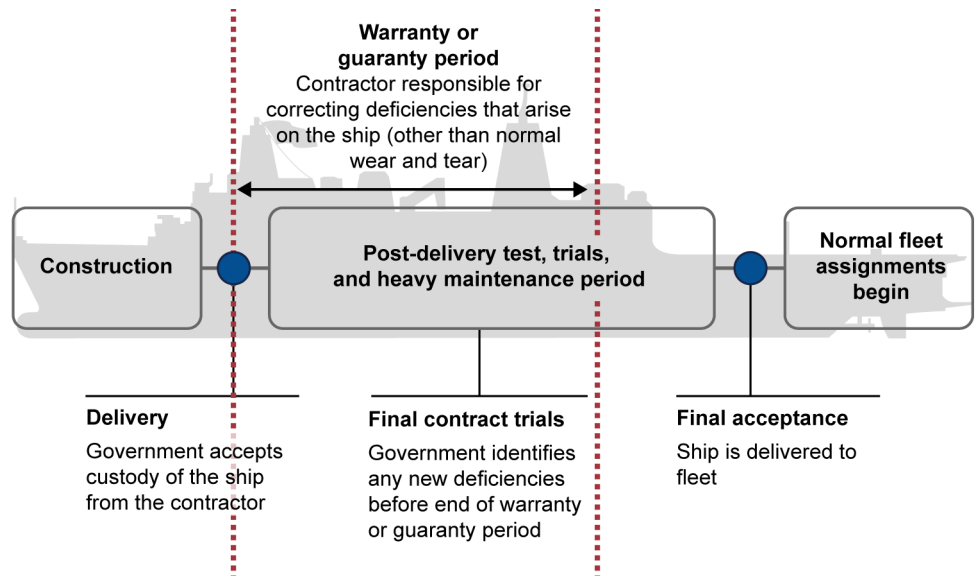 Warranty or
guaranty period
Contractor responsible for
correcting deficiencies that arise
on the ship (other than normal
wear and tear)
Construction
Post-delivery test, trials,
and heavy maintenance period
Normal fleet
assignments
begin
Delivery
Government accepts
custody of the ship
from the contractor
Final contract trials
Government identifies
any new deficiencies
before end of warranty
or guaranty period
Final acceptance
Ship is delivered to
fleet